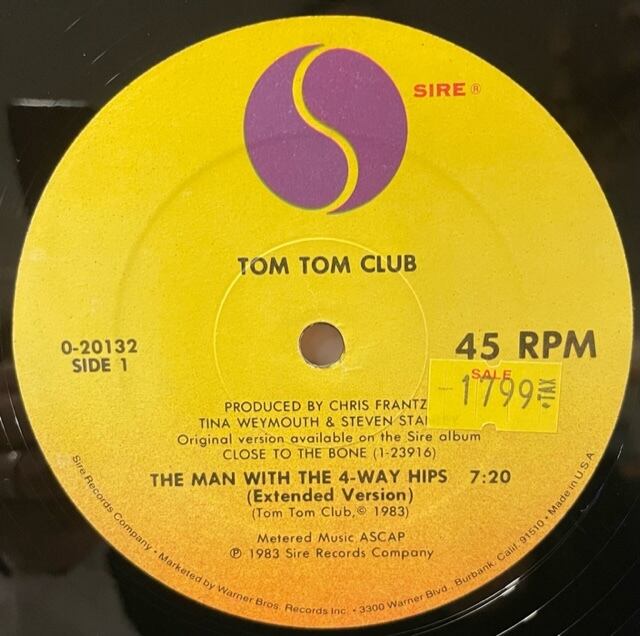 SIRE ®
TOM TOM CLUB
0-20132
SIDE 1
45 RPM
SALE
1799 +TAX
PRODUCED BY CHRIS FRANTZ
TINA WEYMOUTH & STEVEN
Original version available on the Sire album
CLOSE TO THE BONE (1-23916)
THE MAN WITH THE 4-WAY HIPS 7:20
(Extended Version)
(Tom Tom Club,© 1983)
Metered Music ASCAP
℗ 1983 Sire Records Company
Sire Records Company • Marketed by Warner Bros. Records Inc. • 3300 Warner Blvd., Burbank, Calif. 91510 • Made in U.S.A.